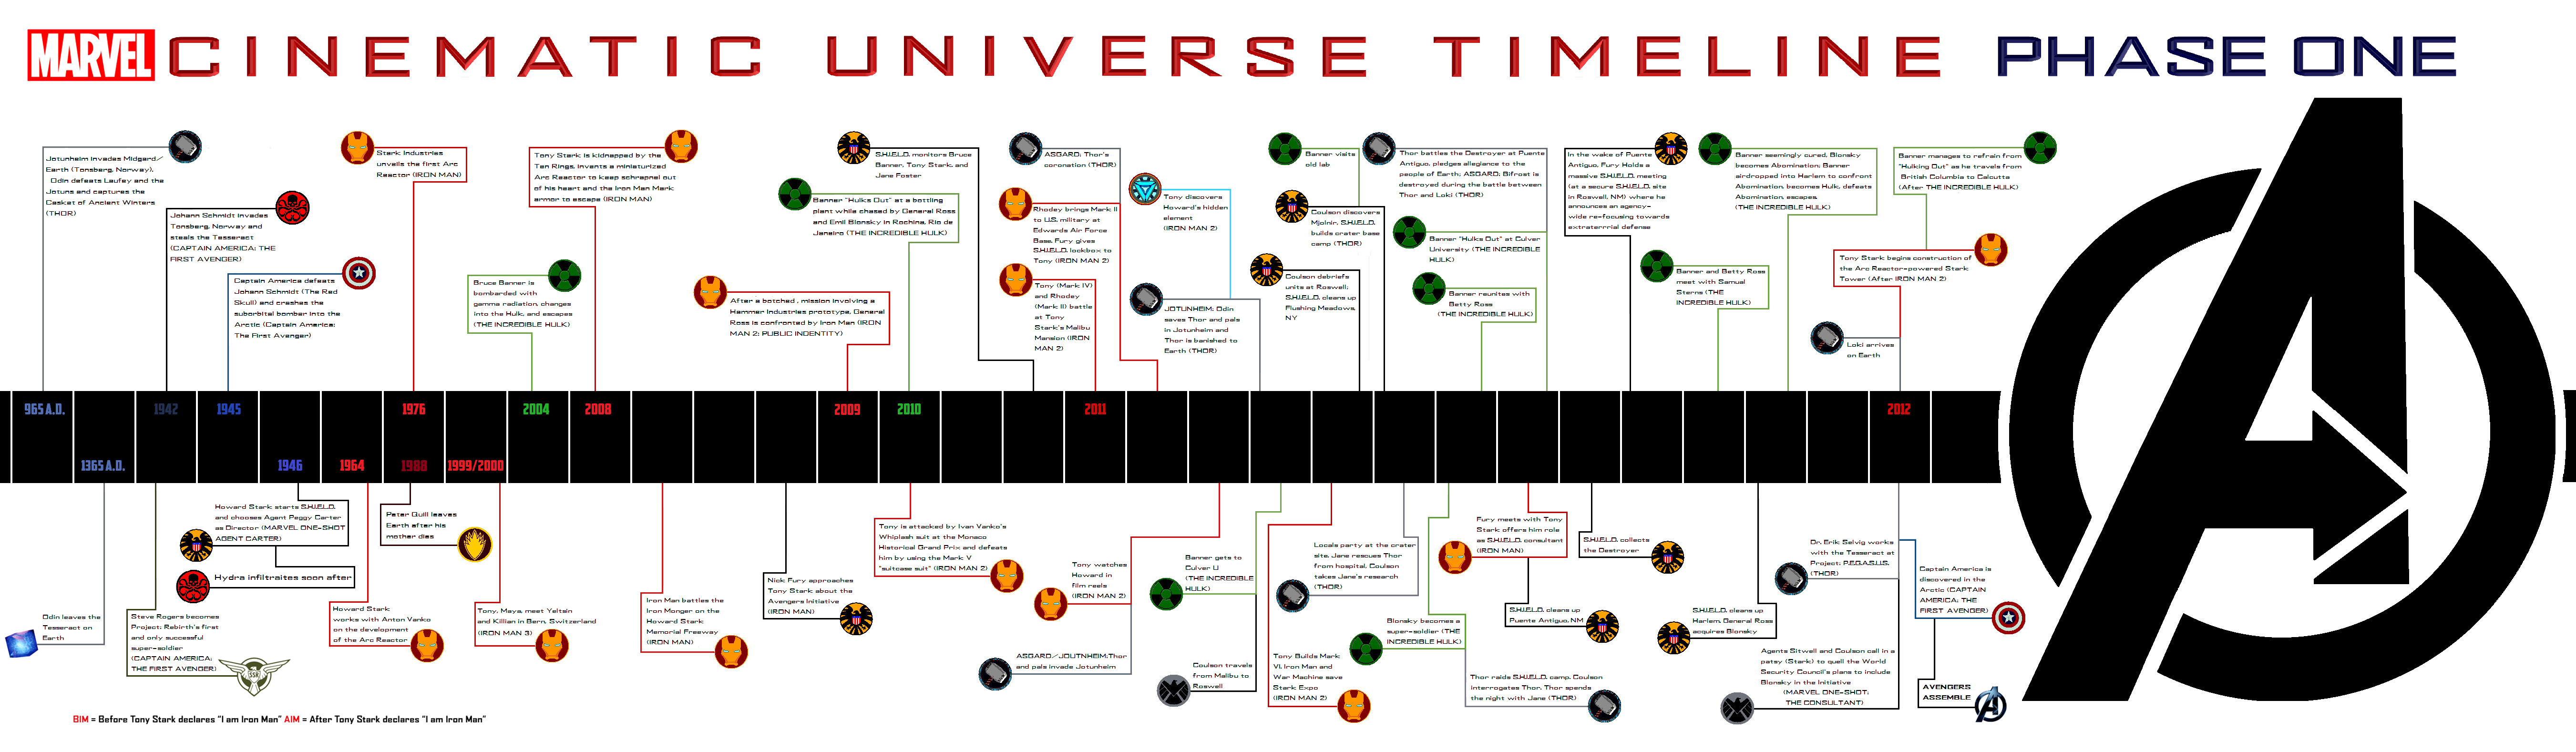 MARVEL CINEMATIC UNIVERSE TIMELINE PHASE ONE
Jotunheim invades Midgard/
Earth (Tonsberg, Norway),
Odin defeats Laufey and the
Jotuns and captures the
Casket of Ancient Winters
(THOR)
Johann Schmidt invades
Tonsberg, Norway and
steals the Tesseract
(CAPTAIN AMERICA: THE
FIRST AVENGER)
Captain America defeats
Johann Schmidt (The Red
Skull) and crashes the
suborbital bomber into the
Arctic (Captain America:
The First Avenger)
Stark Industries
unveils the first Arc
Reactor (IRON MAN)
Bruce Banner is
bombarded with
gamma radiation, changes
into the Hulk, and escapes
(THE INCREDIBLE HULK)
Tony Stark is kidnapped by the
Ten Rings, invents a miniaturized
Arc Reactor to keep schrapnel out
of his heart and the Iron Man Mark
armor to escape (IRON MAN)
After a botched , mission involving a
Hammer Industries prototype, General
Ross is confronted by Iron Man (IRON
MAN 2: PUBLIC INDENTITY)
S.H.I.E.L.D. monitors Bruce
Banner, Tony Stark, and
Jane Foster
Banner "Hulks Out" at a bottling
plant while chased by General Ross
and Emil Blonsky in Rochina, Rio de
Janeiro (THE INCREDIBLE HULK)
ASGARD: Thor's
coronation (THOR)
Rhodey brings Mark II
to U.S. military at
Edwards Air Force
Base, Fury gives
S.H.I.E.L.D. lockbox to
Tony (IRON MAN 2)
Tony (Mark IV)
and Rhodey
(Mark II) battle
at Tony
Stark's Malibu
Mansion (IRON
MAN 2)
Tony discovers
Howard's hidden
element
(IRON MAN 2)
JOTUNHEIM: Odin
saves Thor and pals
in Jotunheim and
Thor is banished to
Earth (THOR)
Banner visits
old lab
Coulson discovers
Mjolnir, S.H.I.E.L.D.
builds crater base
camp (THOR)
Coulson debriefs
units at Roswell;
S.H.I.E.L.D. cleans up
Flushing Meadows,
NY
Thor battles the Destroyer at Puente
Antiguo, pledges allegiance to the
people of Earth; ASGARD: Bifrost is
destroyed during the battle between
Thor and Loki (THOR)
Banner "Hulks Out" at Culver
University (THE INCREDIBLE
HULK)
Banner reunites with
Betty Ross
(THE INCREDIBLE HULK)
In the wake of Puente
Antiguo, Fury Holds a
massive S.H.I.E.L.D. meeting
(at a secure S.H.I.E.L.D. site
in Roswell, NM) where he
announces an agency-
wide re-focusing towards
extraterrrial defense
Banner and Betty Ross
meet with Samuel
Sterns (THE
INCREDIBLE HULK)
Banner seemingly cured, Blonsky
becomes Abomination; Banner
airdropped into Harlem to confront
Abomination, becomes Hulk, defeats
Abomination, escapes.
(THE INCREDIBLE HULK)
Banner manages to refrain from
"Hulking Out" as he travels from
British Columbia to Calcutta
(After THE INCREDIBLE HULK)
Tony Stark begins construction of
the Arc Reactor-powered Stark
Tower (After IRON MAN 2)
Loki arrives
on Earth
965 A.D.
1942
1945
1976
2004
2008
2009
2010
2011
2012
1365 A.D.
1946
1964
1988
1999/2000
Odin leaves the
Tesseract on
Earth
Steve Rogers becomes
Project: Rebirth's first
and only successful
super-soldier
(CAPTAIN AMERICA:
THE FIRST AVENGER)
SSR
Howard Stark starts S.H.I.E.L.D.
and chooses Agent Peggy Carter
as Director (MARVEL ONE-SHOT
AGENT CARTER)
Hydra infiltraites soon after
Howard Stark
works with Anton Vanko
on the development
of the Arc Reactor
Peter Quill leaves
Earth after his
mother dies
Tony, Maya, meet Yeltsin
and Killian in Bern, Switzerland
(IRON MAN 3)
Iron Man battles the
Iron Monger on the
Howard Stark
Memorial Freeway
(IRON MAN)
Nick Fury approaches
Tony Stark about the
Avengers Initiative
(IRON MAN)
Tony is attacked by Ivan Vanko's
Whiplash suit at the Monaco
Historical Grand Prix and defeats
him by using the Mark V
"suitcase suit" (IRON MAN 2)
ASGARD/JOUTNHEIM:Thor
and pals invade Jotunheim
Tony watches
Howard in
film reels
(IRON MAN 2)
Banner gets to
Culver U
(THE INCREDIBLE
HULK)
Coulson travels
from Malibu to
Roswell
Tony Builds Mark
VI, Iron Man and
War Machine save
Stark Expo
(IRON MAN 2)
Locals party at the crater
site, Jane rescues Thor
from hospital, Coulson
takes Jane's research
(THOR)
Blonsky becomes a
super-soldier (THE
INCREDIBLE HULK)
Thor raids S.H.I.E.L.D. camp, Coulson
interrogates Thor, Thor spends
the night with Jane (THOR)
Fury meets with Tony
Stark offers him role
as S.H.I.E.L.D. consultant
(IRON MAN)
S.H.I.E.L.D. cleans up
Puente Antiguo, NM
S.H.I.E.L.D. collects
the Destroyer
S.H.I.E.L.D. cleans up
Harlem, General Ross
acquires Blonsky
Agents Sitwell and Coulson call in a
patsy (Stark) to quell the World
Security Council's plans to include
Blonsky in the Initiative
(MARVEL ONE-SHOT:
THE CONSULTANT)
Dr. Erik Selvig works
with the Tesseract at
Project: P.E.G.A.S.U.S.
(THOR)
Captain America is
discovered in the
Arctic (CAPTAIN
AMERICA: THE
FIRST AVENGER)
AVENGERS
ASSEMBLE
BIM = Before Tony Stark declares "I am Iron Man" AIM = After Tony Stark declares "I am Iron Man"